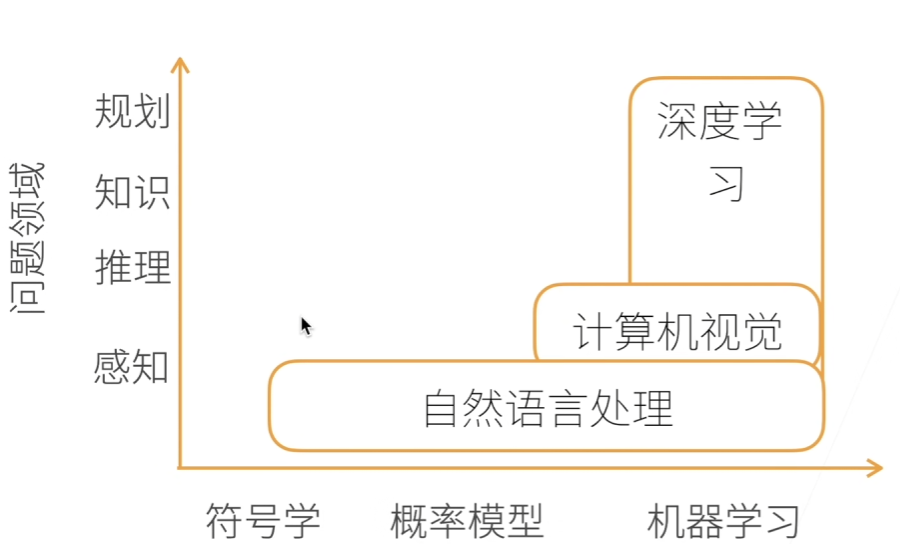 问题领域
规划
知识
推理
感知
深度学
习
计算机视觉
自然语言处理
符号学
概率模型
机器学习